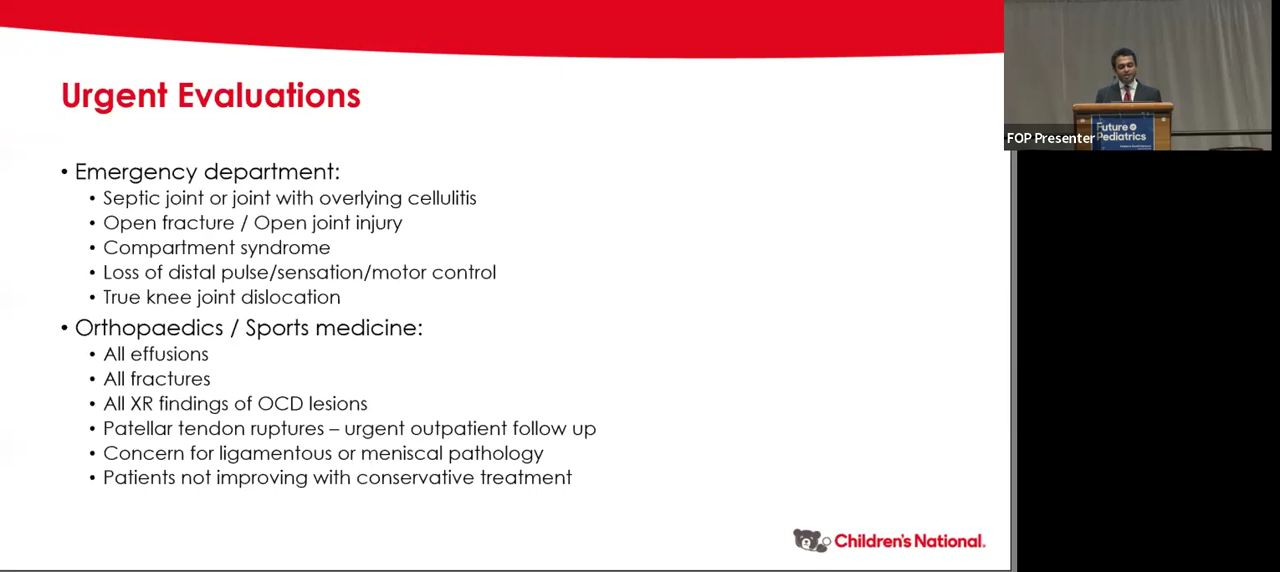 Urgent Evaluations
• Emergency department:
• Septic joint or joint with overlying cellulitis
• Open fracture / Open joint injury
• Compartment syndrome
• Loss of distal pulse/sensation/motor control
• True knee joint dislocation
• Orthopaedics / Sports medicine:
• All effusions
• All fractures
• All XR findings of OCD lesions
• Patellar tendon ruptures – urgent outpatient follow up
• Concern for ligamentous or meniscal pathology
• Patients not improving with conservative treatment
Children's National.
FOP Presenter
Future of
Pediatrics